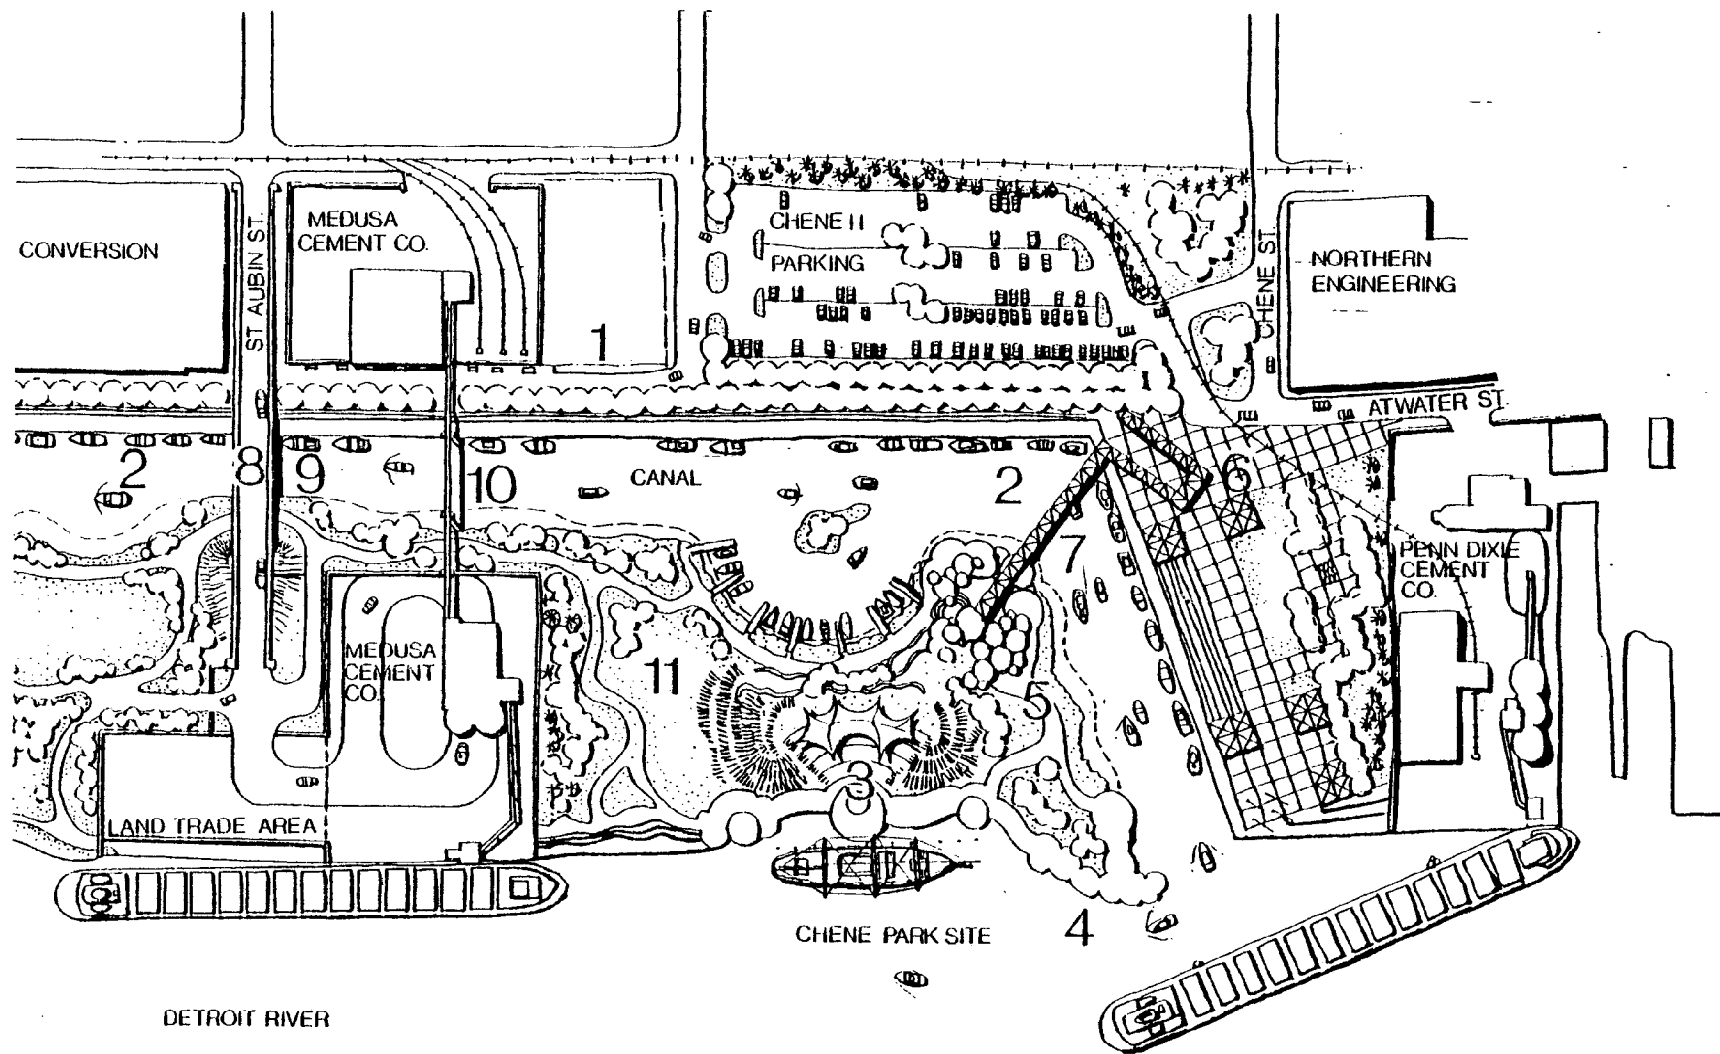 CONVERSION
ST. AUBIN ST.
MEDUSA
CEMENT CO.
1
CHENE II
PARKING
CHENE ST.
NORTHERN
ENGINEERING
ATWATER ST.
2
8
9
10
CANAL
2
6
7
PENN DIXIE
CEMENT
CO.
MEDUSA
CEMENT
CO.
11
5
3
LAND TRADE AREA
4
CHENE PARK SITE
DETROIT RIVER